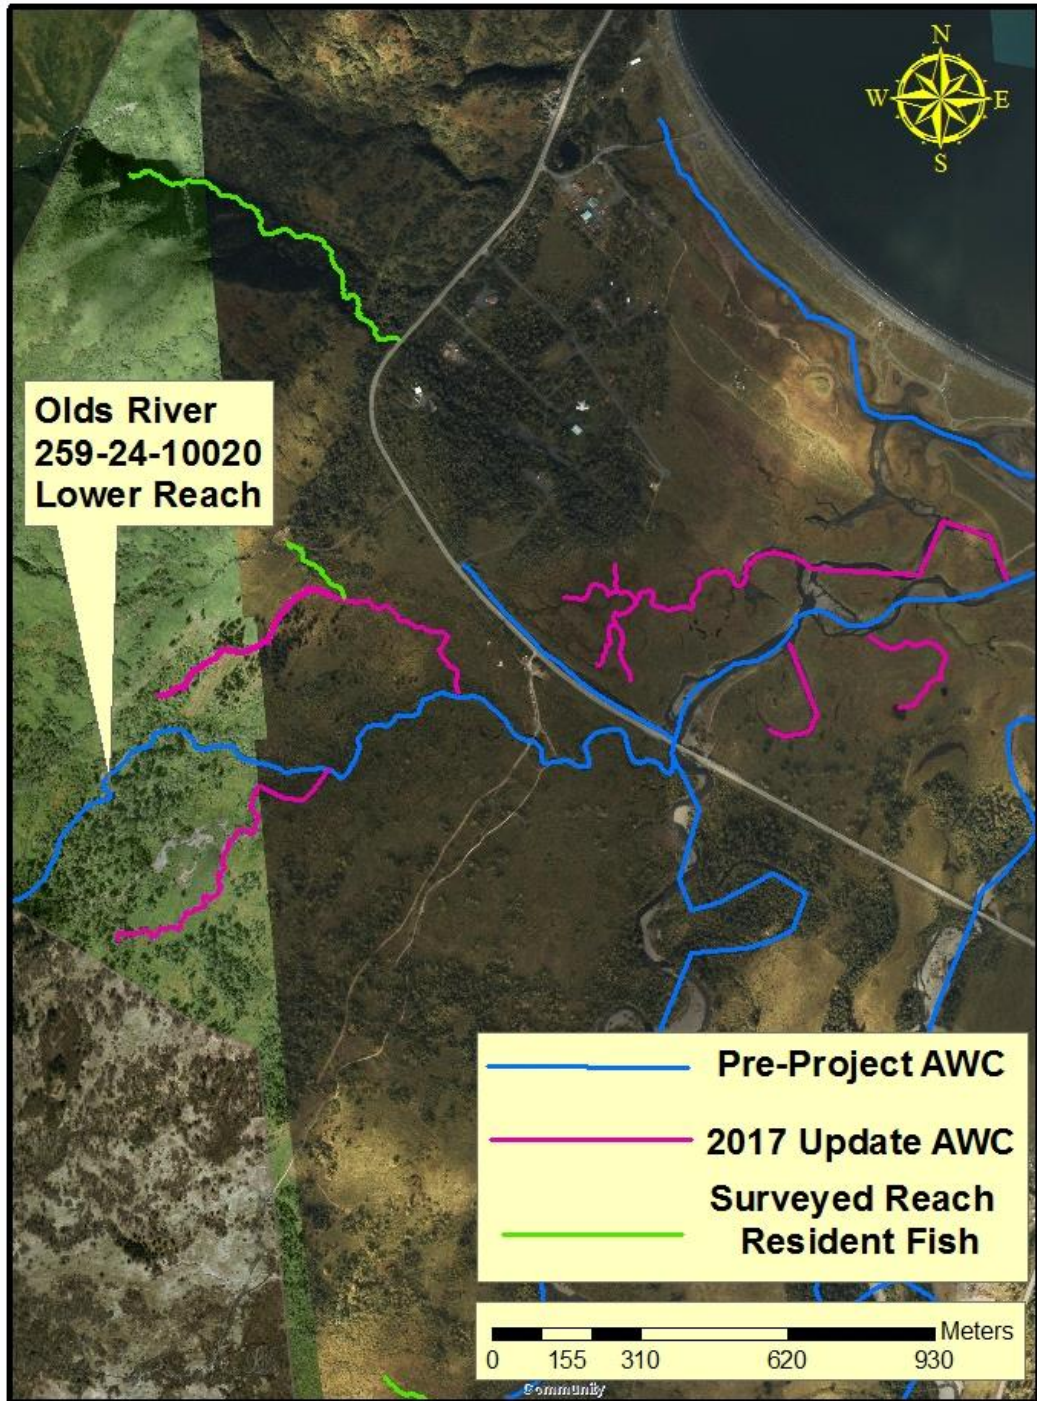 N
W E
S
Olds River
259-24-10020
Lower Reach
Pre-Project AWC
2017 Update AWC
Surveyed Reach
Resident Fish
Meters
0 155 310 620 930
Community